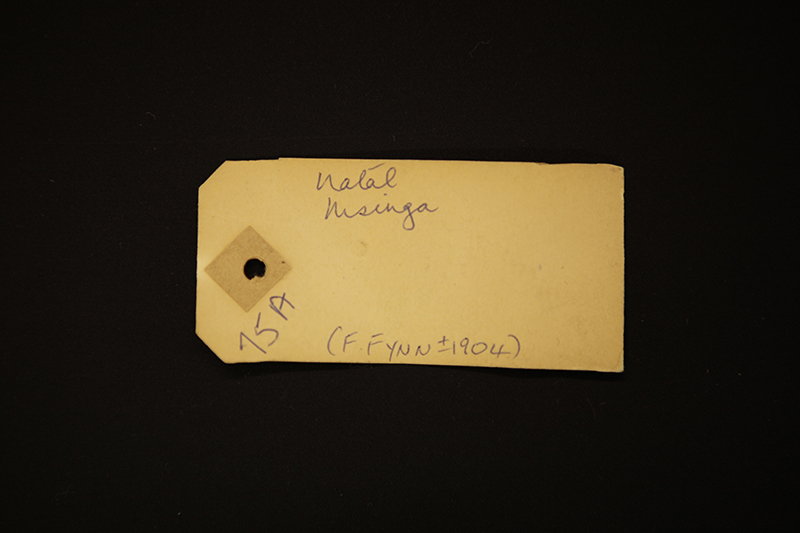 Natal
Msinga
75A
(F. FYNN ± 1904)